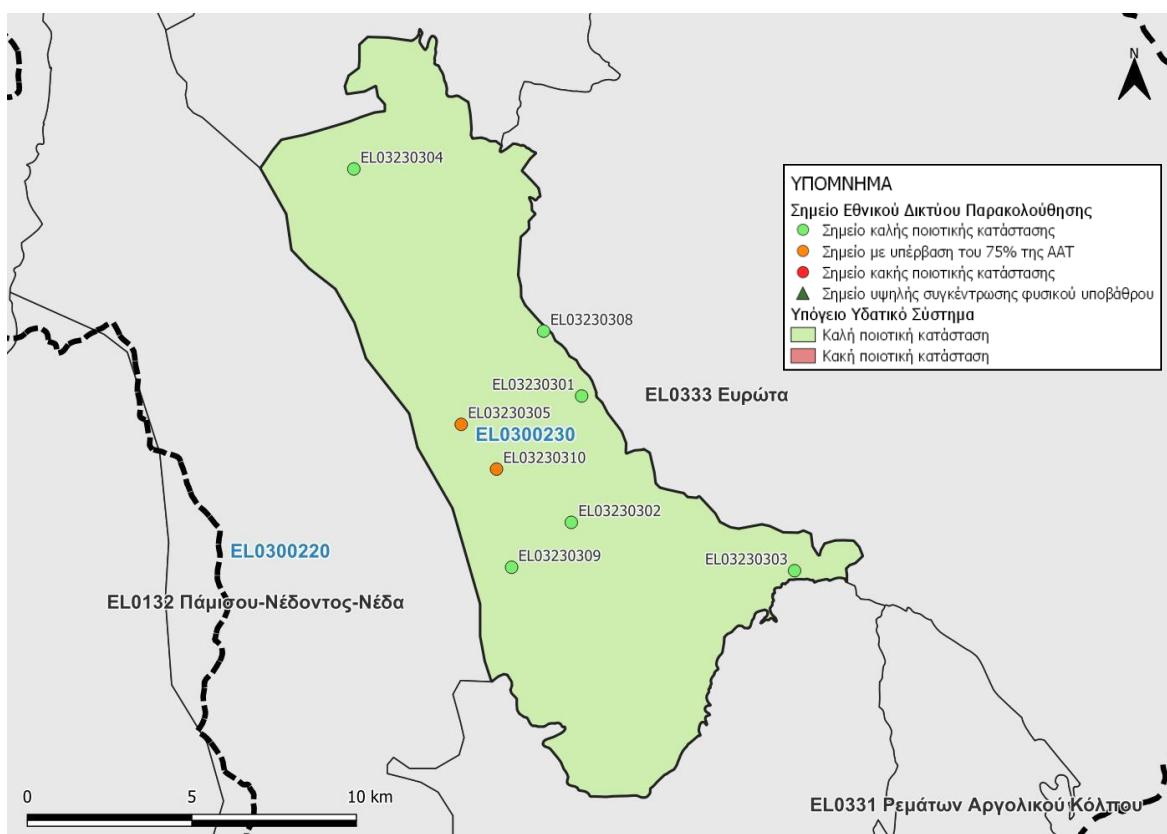 N
EL03230304
ΥΠΟΜΝΗΜΑ
Σημείο Εθνικού Δικτύου Παρακολούθησης
Σημείο καλής ποιοτικής κατάστασης
Σημείο με υπέρβαση του 75% της ΑΑΤ
Σημείο κακής ποιοτικής κατάστασης
Σημείο υψηλής συγκέντρωσης φυσικού υποβάθρου
Υπόγειο Υδατικό Σύστημα
Καλή ποιοτική κατάσταση
Κακή ποιοτική κατάσταση
EL03230308
EL03230301
EL0333 Ευρώτα
EL03230305
EL0300230
EL03230310
EL03230302
EL0300220
EL03230309
EL03230303
EL0132 Πάμισου-Νέδοντος-Νέδα
0 5 10 km
EL0331 Ρεμάτων Αργολικού Κόλπου